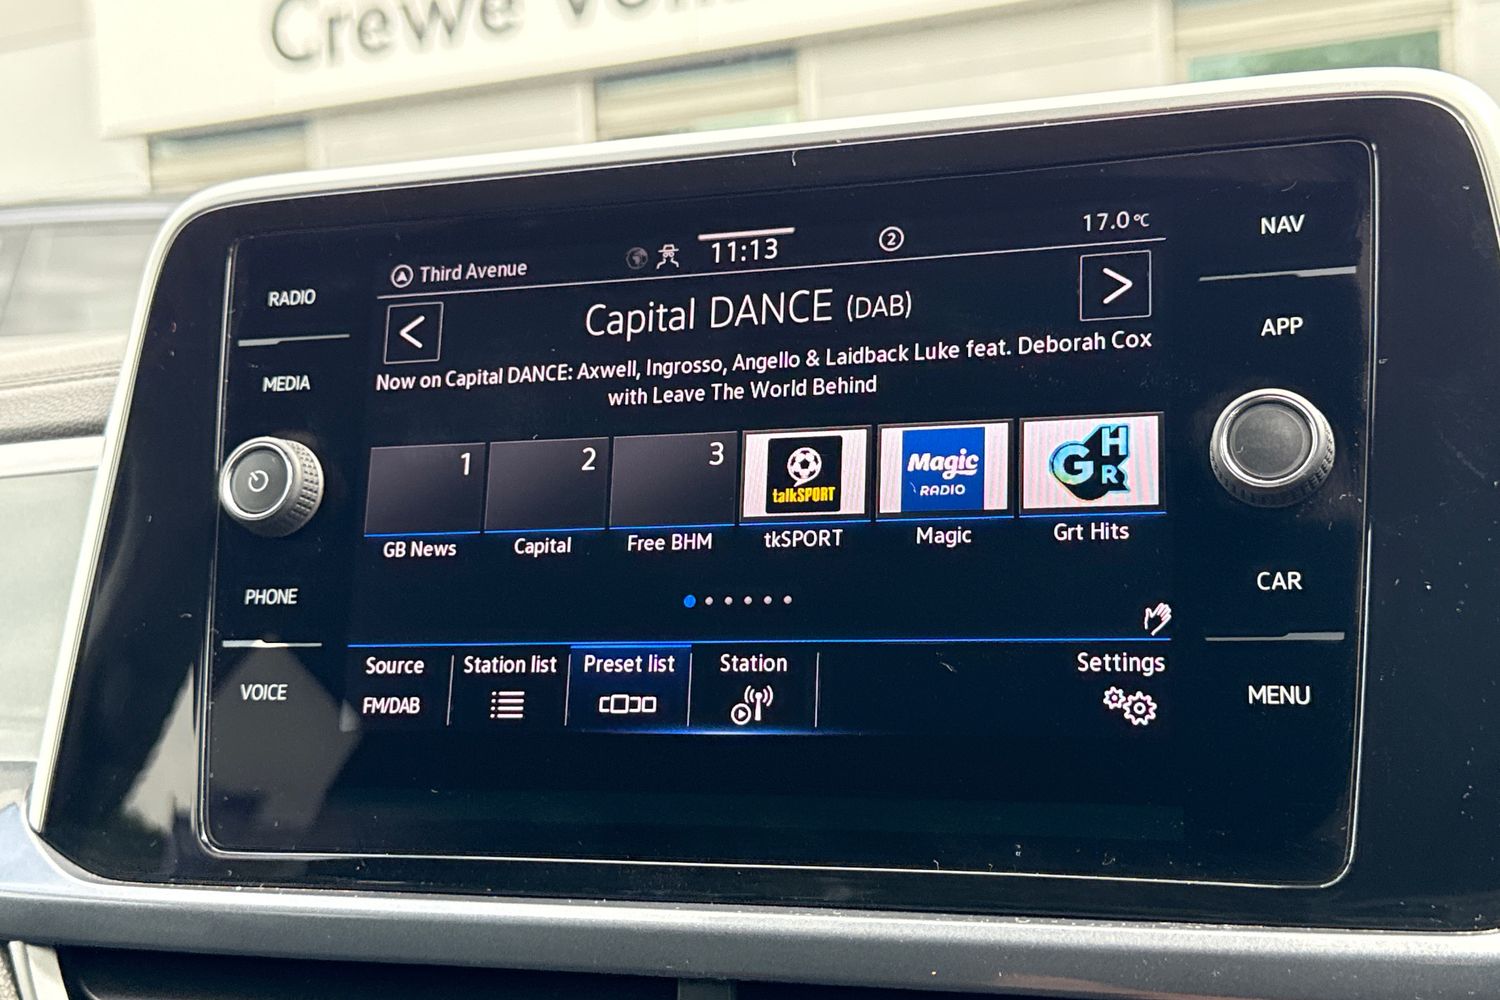 Crewe
RADIO
MEDIA
PHONE
VOICE
NAV
APP
CAR
MENU
Third Avenue
11:13
2
17.0°C
<
Capital DANCE (DAB)
>
Now on Capital DANCE: Axwell, Ingrosso, Angello & Laidback Luke feat. Deborah Cox
with Leave The World Behind
1
2
3
talkSPORT
Magic
RADIO
GHR
GB News
Capital
Free BHM
tkSPORT
Magic
Grt Hits
Source
FM/DAB
Station list
Preset list
Station
Settings